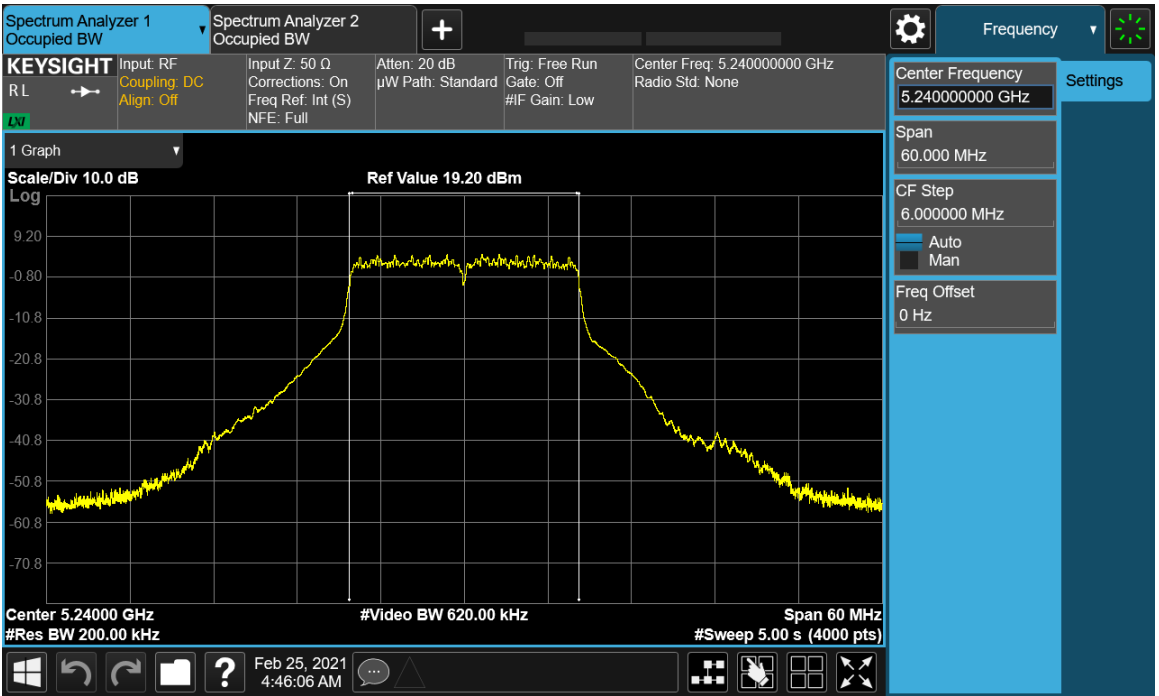 Spectrum Analyzer 1
Occupied BW
Spectrum Analyzer 2
Occupied BW
Frequency
KEYSIGHT
RL
LXI
Input: RF
Coupling: DC
Align: Off
Input Z: 50 Ω
Corrections: On
Freq Ref: Int (S)
NFE: Full
Atten: 20 dB
µW Path: Standard
Trig: Free Run
Gate: Off
#IF Gain: Low
Center Freq: 5.240000000 GHz
Radio Std: None
Center Frequency
5.240000000 GHz
Settings
Span
60.000 MHz
CF Step
6.000000 MHz
Auto
Man
Freq Offset
0 Hz
1 Graph
Scale/Div 10.0 dB
Ref Value 19.20 dBm
Log
9.20
-0.80
-10.8
-20.8
-30.8
-40.8
-50.8
-60.8
-70.8
Center 5.24000 GHz
#Video BW 620.00 kHz
Span 60 MHz
#Res BW 200.00 kHz
#Sweep 5.00 s (4000 pts)
?
Feb 25, 2021
4:46:06 AM